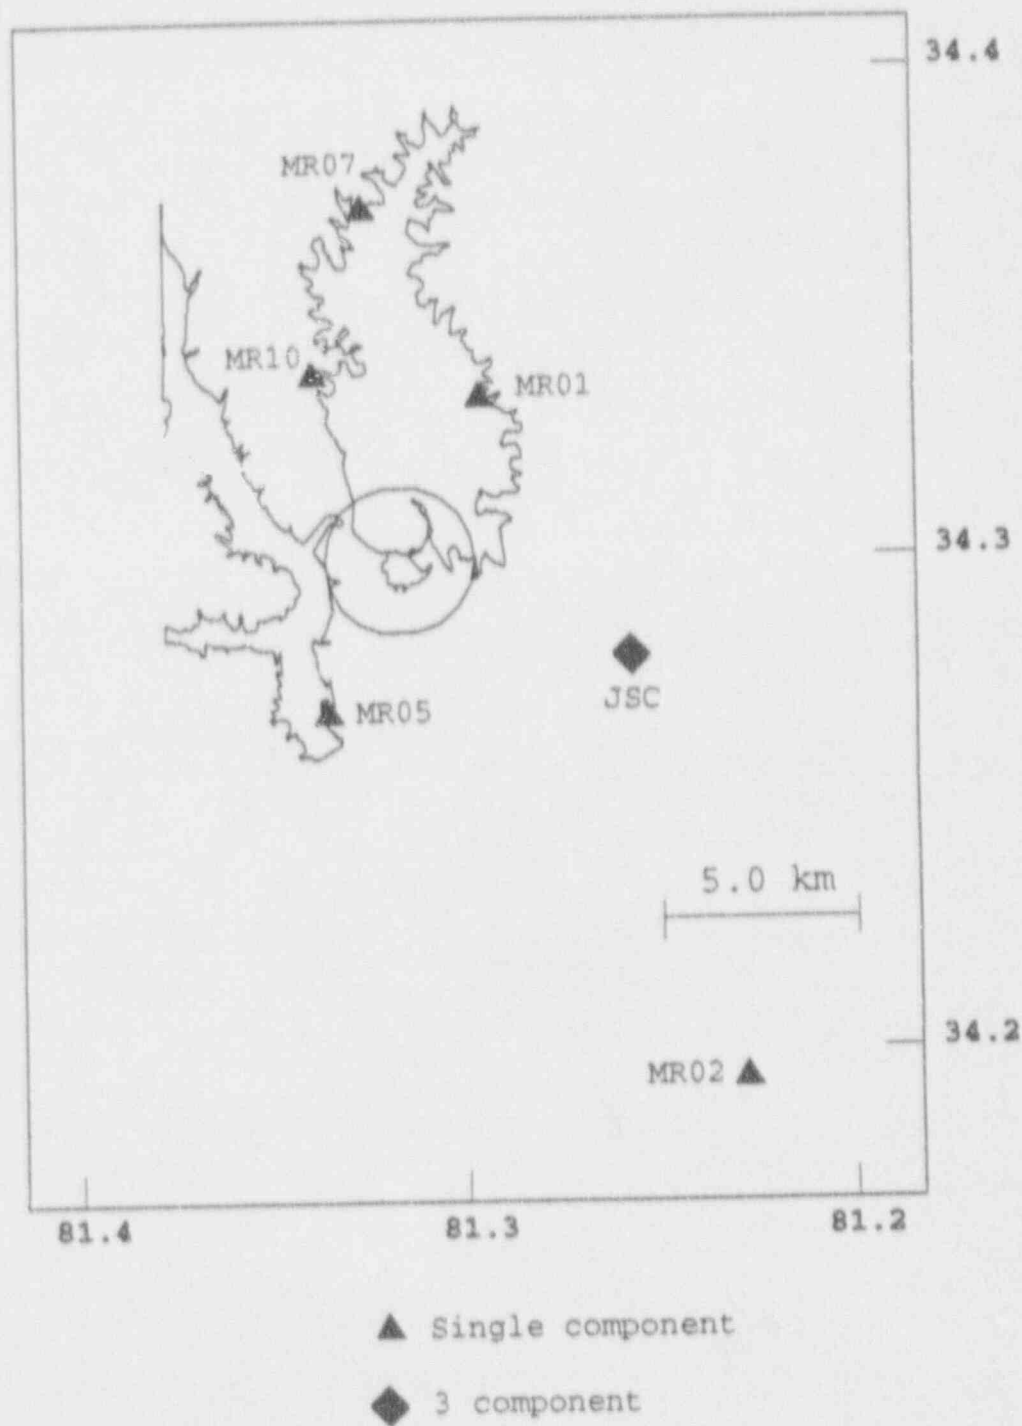 34.4
MR07
MR10
MR01
34.3
JSC
MR05
5.0 km
34.2
MR02
81.4
81.3
81.2
Single component
3 component